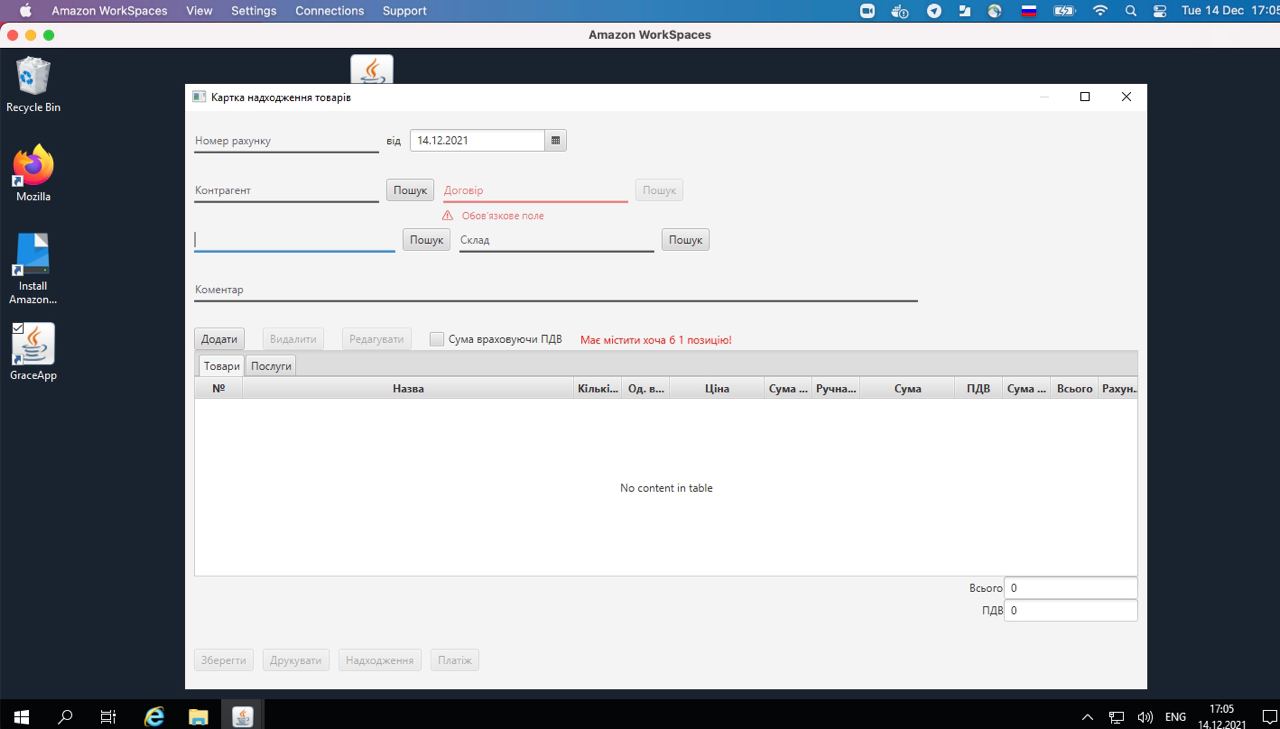 Amazon WorkSpaces View Settings Connections Support Tue 14 Dec 17:05
Amazon WorkSpaces
Recycle Bin
Mozilla
Install
Amazon...
GraceApp
Картка надходження товарів
Номер рахунку від 14.12.2021
Контрагент Пошук Договір Пошук
Обов'язкове поле
Пошук Склад Пошук
Коментар
Додати Видалити Редагувати Сума враховуючи ПДВ Має містити хоча б 1 позицію!
Товари Послуги
№ Назва Кількі... Од. в... Ціна Сума ... Ручна... Сума ПДВ Сума ... Всього Рахун...
No content in table
Всього 0
ПДВ 0
Зберегти Друкувати Надходження Платіж
ENG 17:05
14.12.2021